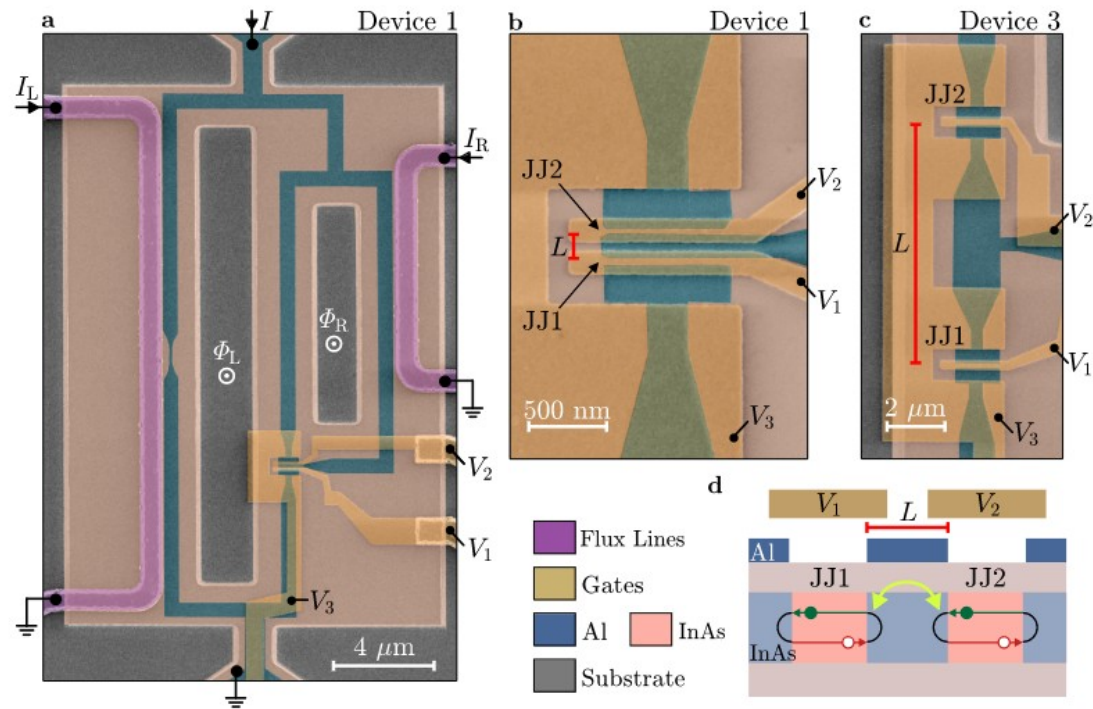 a
I
Device 1
I_L
I_R
Φ_L
Φ_R
V_2
V_1
V_3
4 μm
b
Device 1
JJ2
L
JJ1
V_2
V_1
V_3
500 nm
c
Device 3
JJ2
L
JJ1
V_2
V_1
V_3
2 μm
Flux Lines
Gates
Al
InAs
Substrate
d
V_1
L
V_2
Al
JJ1
JJ2
InAs